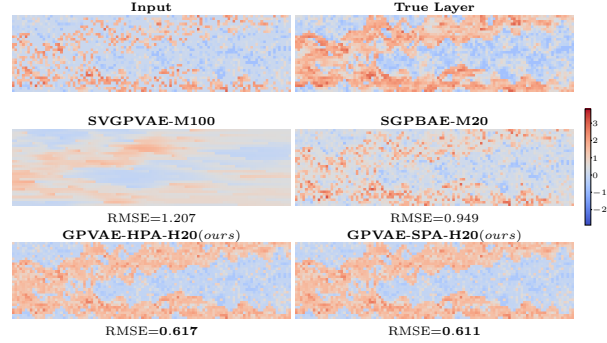 Input
True Layer
SVGPVAE-M100
SGPBAE-M20
3
2
1
0
−1
−2
RMSE=1.207
RMSE=0.949
GPVAE-HPA-H20(ours)
GPVAE-SPA-H20(ours)
RMSE=0.617
RMSE=0.611